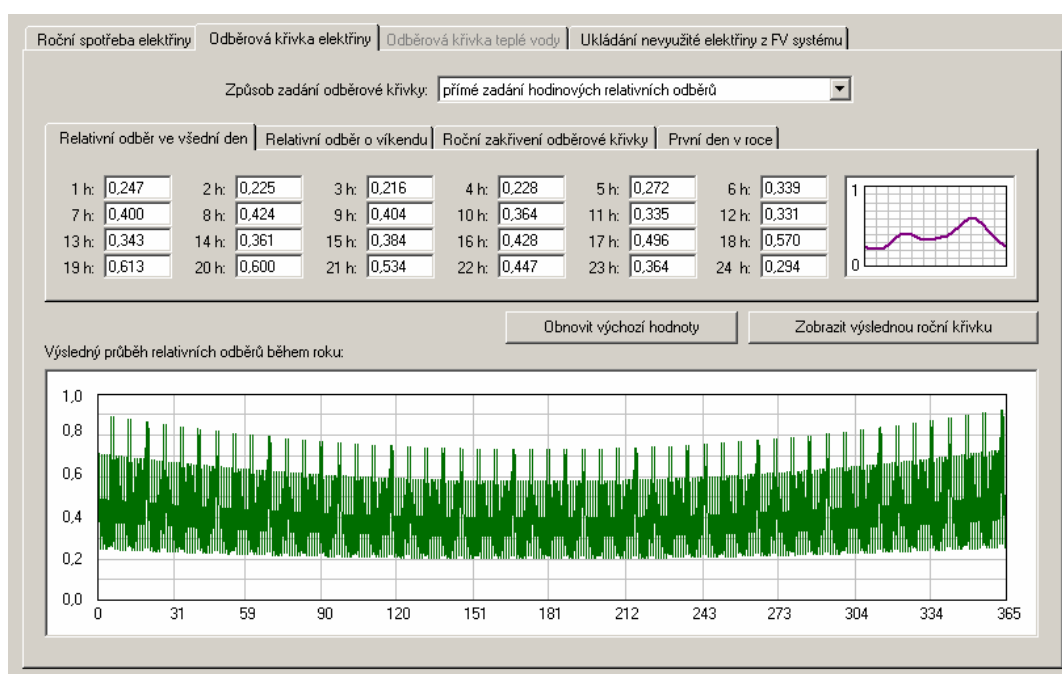 Roční spotřeba elektřiny Odběrová křivka elektřiny Odběrová křivka teplé vody Ukládání nevyužité elektřiny z FV systému
Způsob zadání odběrové křivky: přímé zadání hodinových relativních odběrů
Relativní odběr ve všední den Relativní odběr o víkendu Roční zakřivení odběrové křivky První den v roce
1 h: 0,247 2 h: 0,225 3 h: 0,216 4 h: 0,228 5 h: 0,272 6 h: 0,339
7 h: 0,400 8 h: 0,424 9 h: 0,404 10 h: 0,364 11 h: 0,335 12 h: 0,331
13 h: 0,343 14 h: 0,361 15 h: 0,384 16 h: 0,428 17 h: 0,496 18 h: 0,570
19 h: 0,613 20 h: 0,600 21 h: 0,534 22 h: 0,447 23 h: 0,364 24 h: 0,294
1
0
Obnovit výchozí hodnoty Zobrazit výslednou roční křivku
Výsledný průběh relativních odběrů během roku:
1,0
0,8
0,6
0,4
0,2
0,0
0 31 59 90 120 151 181 212 243 273 304 334 365